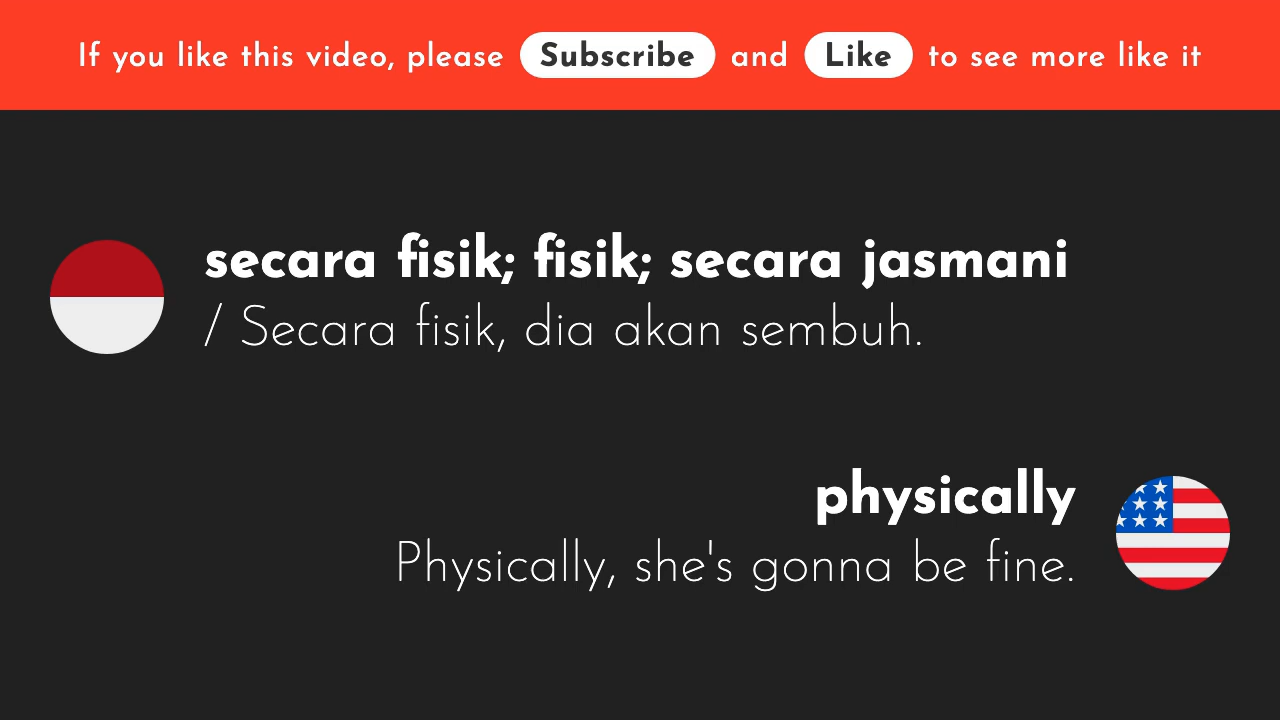 If you like this video, please Subscribe and Like to see more like it
secara fisik; fisik; secara jasmani
/ Secara fisik, dia akan sembuh.
physically
Physically, she's gonna be fine.